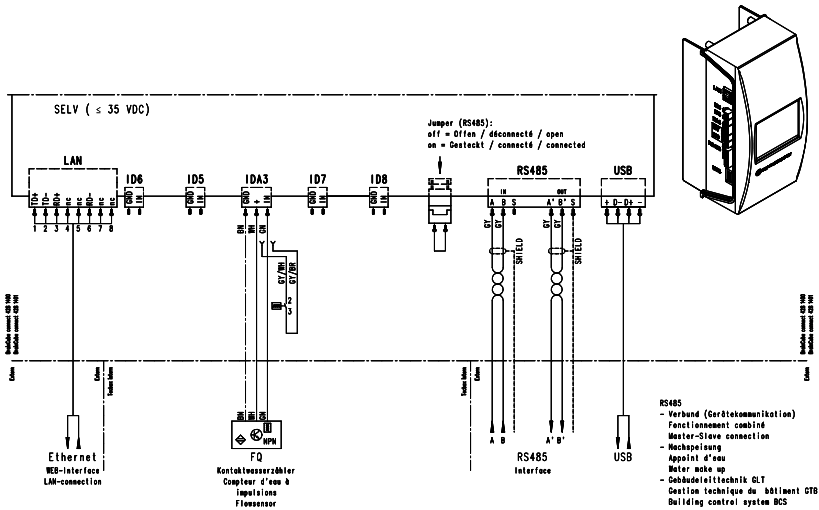 SELV ( ≤ 35 VDC)
Jumper (RS485):
off = Offen / déconnecté / open
on = Gesteckt / connecté / connected
LAN
ID6
ID5
IDA3
ID7
ID8
RS485
USB
TD+ TD- RD+ nc nc RD- nc nc
GND IN
GND IN
GND + IN
GND IN
GND IN
IN OUT
A B S A' B' S
+ D- D+ -
1 2 3 4 5 6 7 8
BN WH GN
GY/WH
GY/BR
2
3
GY GY
SHIELD
GY GY
SHIELD
Extern
Extern
Extern
Extern
BN WH GN
NPN
A B A' B'
Ethernet
WEB-Interface
LAN-connection
FQ
Kontaktwasserzähler
Compteur d'eau à
impulsions
Flowsensor
RS485
Interface
USB
RS485
- Verbund (Gerätekommunikation)
Fonctionnement combiné
Master-Slave connection
- Nachspeisung
Appoint d'eau
Water make up
- Gebäudeleittechnik GLT
Gestion technique du bâtiment GTB
Building control system BCS